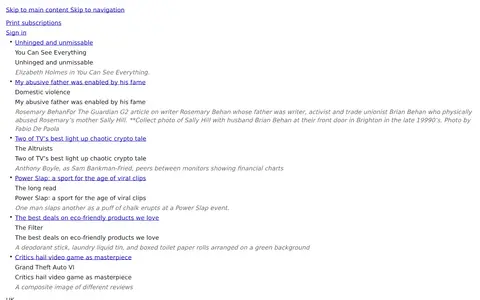 Skip to main content Skip to navigation
Print subscriptions
Sign in
• Unhinged and unmissable
You Can See Everything
Unhinged and unmissable
Elizabeth Holmes in You Can See Everything.
• My abusive father was enabled by his fame
Domestic violence
My abusive father was enabled by his fame
Rosemary BehanFor The Guardian G2 article on writer Rosemary Behan whose father was writer, activist and trade unionist Brian Behan who physically
abused Rosemary's mother Sally Hill. **Collect photo of Sally Hill with husband Brian Behan at their front door in Brighton in the late 19990's. Photo by
Fabio De Paola
• Two of TV's best light up chaotic crypto tale
The Altruists
Two of TV's best light up chaotic crypto tale
Anthony Boyle, as Sam Bankman-Fried, peers between monitors showing financial charts
• Power Slap: a sport for the age of viral clips
The long read
Power Slap: a sport for the age of viral clips
One man slaps another as a puff of chalk erupts at a Power Slap event.
• The best deals on eco-friendly products we love
The Filter
The best deals on eco-friendly products we love
A deodorant stick, laundry liquid tin, and boxed toilet paper rolls arranged on a green background
• Critics hail video game as masterpiece
Grand Theft Auto VI
Critics hail video game as masterpiece
A composite image of different reviews
UK